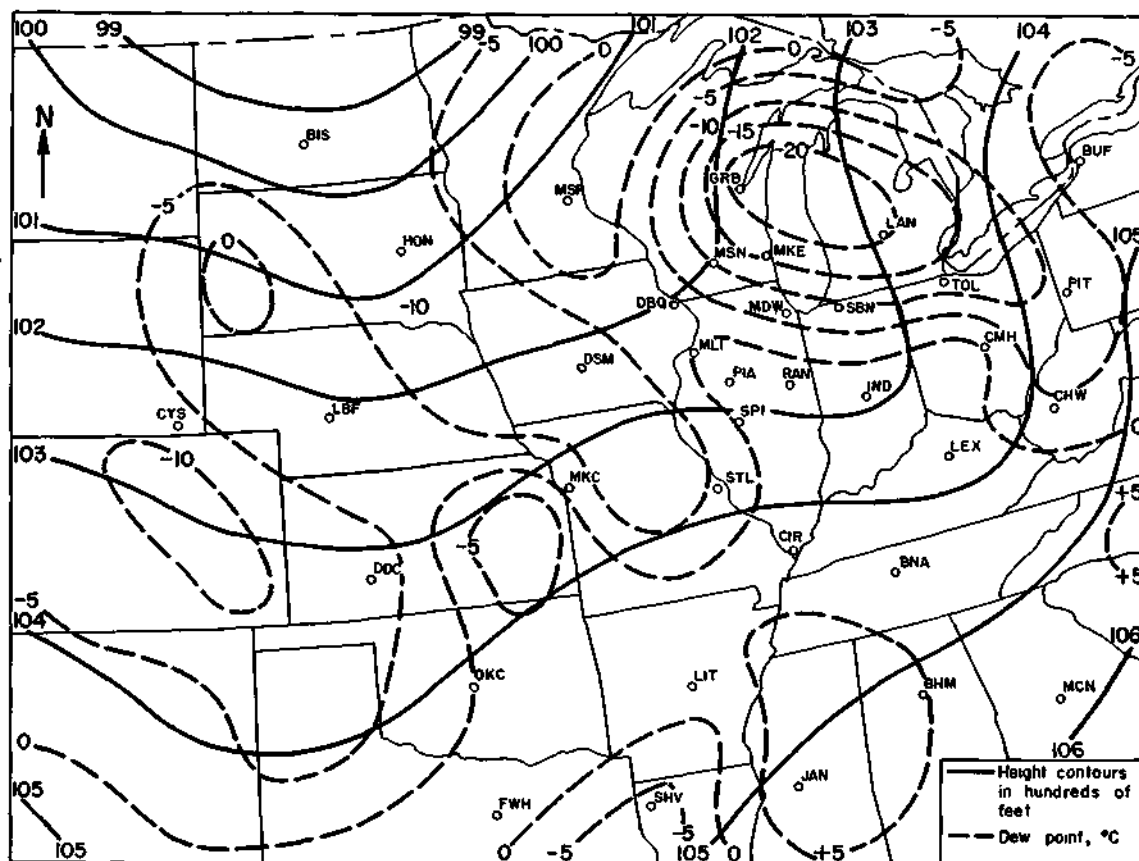 100 99 99 -5 100 0 101 102 0 103 -5 104
-5
N
-5
-10
-15
BIS
-20
BUF
GRB
MSP
-5
101
0
HON
LAN
105
MSN
MKE
TOL
PIT
-10
DBQ
MDW
SBN
102
MLT
CMH
DSM
PIA
RAN
IND
CYS
LBF
SPI
CHW
0
103
-10
LEX
MKC
STL
+5
-5
CIR
DDC
BNA
+5
-5
104
106
OKC
LIT
BHM
MCN
0
106
105
JAN
FWH
SHV
-5
105
0
-5
105
0
+5
Height contours
in hundreds of
feet
Dew point, °C